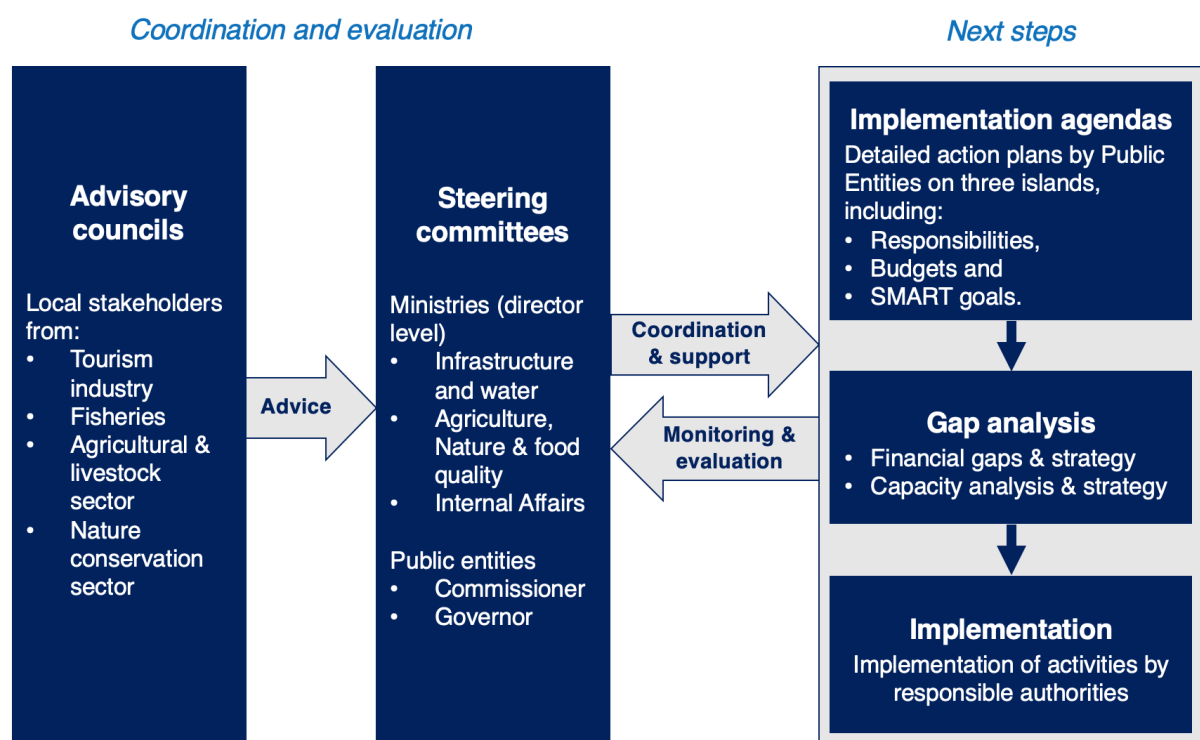 Coordination and evaluation
Next steps
Advisory
councils
Local stakeholders
from:
• Tourism
industry
• Fisheries
• Agricultural &
livestock
sector
• Nature
conservation
sector
Advice
Steering
committees
Ministries (director
level)
• Infrastructure
and water
• Agriculture,
Nature & food
quality
• Internal Affairs
Public entities
• Commissioner
• Governor
Coordination
& support
Monitoring &
evaluation
Implementation agendas
Detailed action plans by Public
Entities on three islands,
including:
• Responsibilities,
• Budgets and
• SMART goals.
Gap analysis
• Financial gaps & strategy
• Capacity analysis & strategy
Implementation
Implementation of activities by
responsible authorities